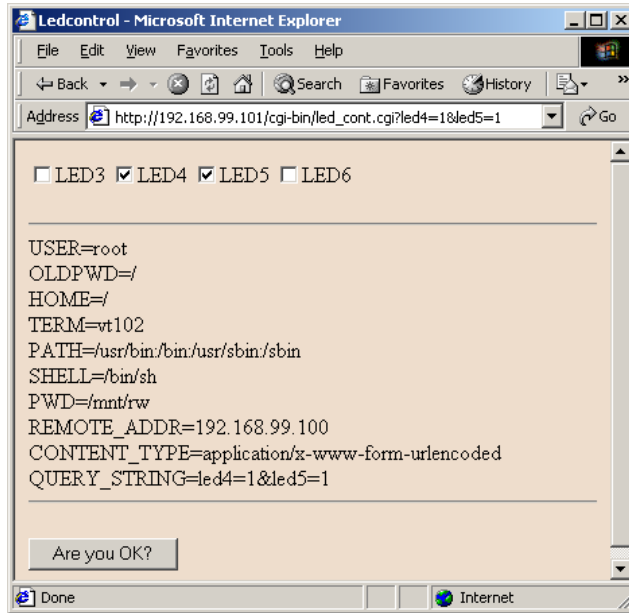 Ledcontrol - Microsoft Internet Explorer
File Edit View Favorites Tools Help
Back Search Favorites History »
Address http://192.168.99.101/cgi-bin/led_cont.cgi?led4=1&led5=1 Go
LED3 LED4 LED5 LED6
USER=root
OLDPWD=/
HOME=/
TERM=vt102
PATH=/usr/bin:/bin:/usr/sbin:/sbin
SHELL=/bin/sh
PWD=/mnt/rw
REMOTE_ADDR=192.168.99.100
CONTENT_TYPE=application/x-www-form-urlencoded
QUERY_STRING=led4=1&led5=1
Are you OK?
Done Internet